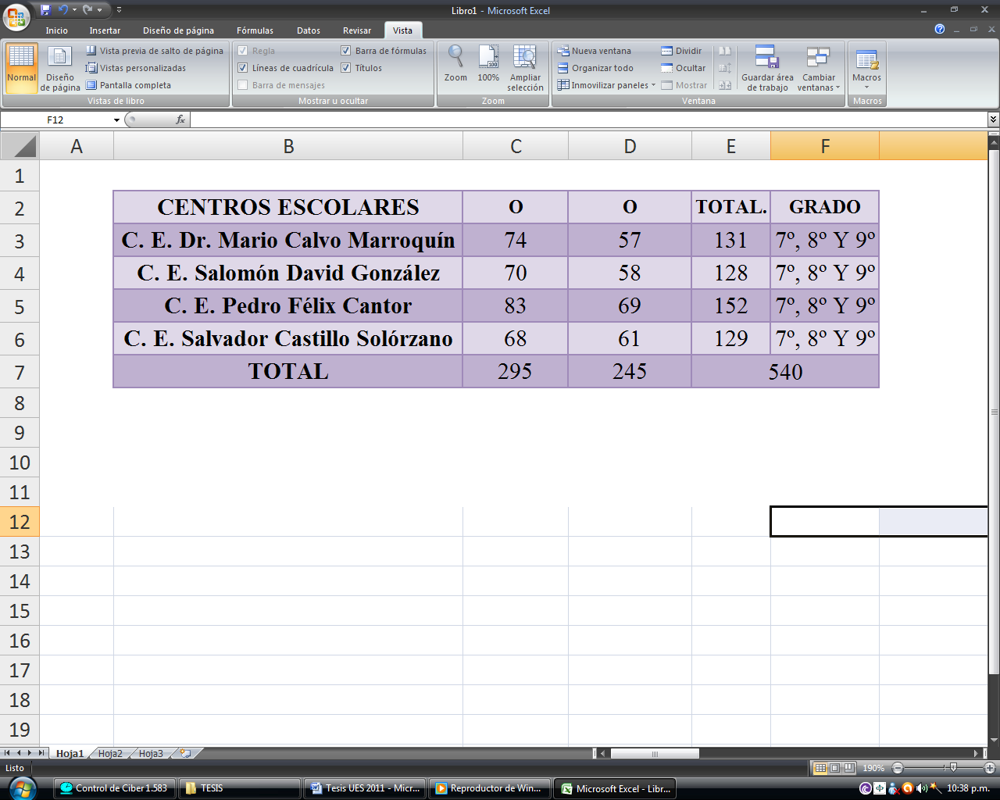 Libro1 - Microsoft Excel
Inicio Insertar Diseño de página Fórmulas Datos Revisar Vista
Normal
Diseño de página
Vista previa de salto de página
Vistas personalizadas
Pantalla completa
Vistas de libro
Regla
Líneas de cuadrícula
Barra de mensajes
Barra de fórmulas
Títulos
Mostrar u ocultar
Zoom
100%
Ampliar selección
Zoom
Nueva ventana
Organizar todo
Inmovilizar paneles
Dividir
Ocultar
Mostrar
Guardar área de trabajo
Cambiar ventanas
Ventana
Macros
Macros
F12 fx
A B C D E F
1
2 CENTROS ESCOLARES O O TOTAL. GRADO
3 C. E. Dr. Mario Calvo Marroquín 74 57 131 7º, 8º Y 9º
4 C. E. Salomón David González 70 58 128 7º, 8º Y 9º
5 C. E. Pedro Félix Cantor 83 69 152 7º, 8º Y 9º
6 C. E. Salvador Castillo Solórzano 68 61 129 7º, 8º Y 9º
7 TOTAL 295 245 540
8
9
10
11
12
13
14
15
16
17
18
19
Hoja1 Hoja2 Hoja3
Listo 190%
Control de Ciber 1.583 TESIS Tesis UES 2011 - Micr... Reproductor de Win... Microsoft Excel - Libr... 10:38 p.m.